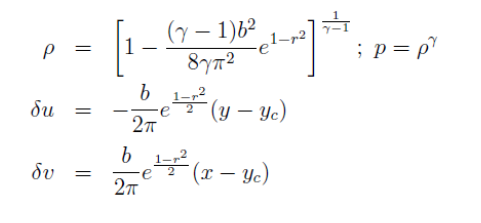 ρ = [1 − (γ − 1)b²/8γπ² e^{1−r²}]^{1/(γ−1)} ; p = ρ^γ
δu = − b/2π e^{(1−r²)/2} (y − y_c)
δv = b/2π e^{(1−r²)/2} (x − y_c)